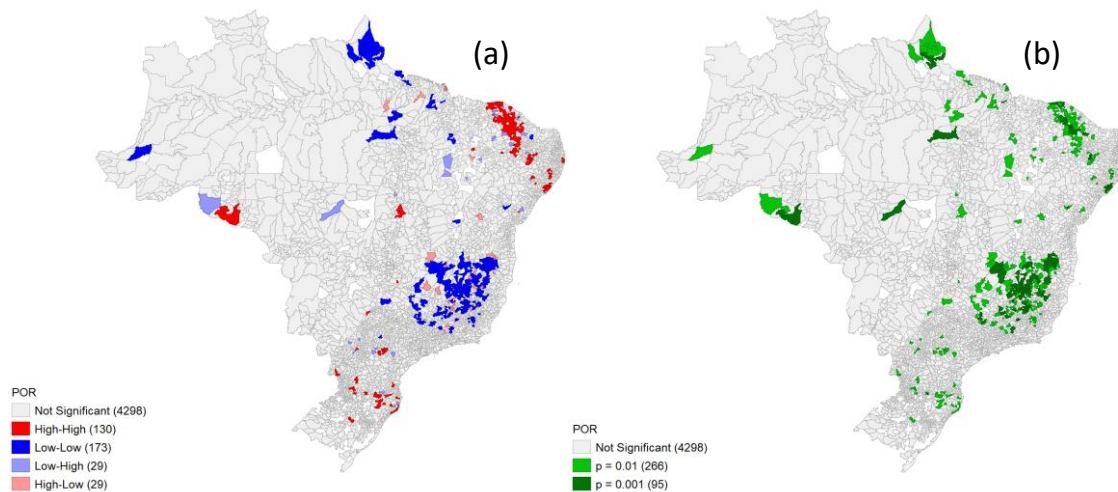 (a)
POR
Not Significant (4298)
High-High (130)
Low-Low (173)
Low-High (29)
High-Low (29)
(b)
POR
Not Significant (4298)
p = 0.01 (266)
p = 0.001 (95)